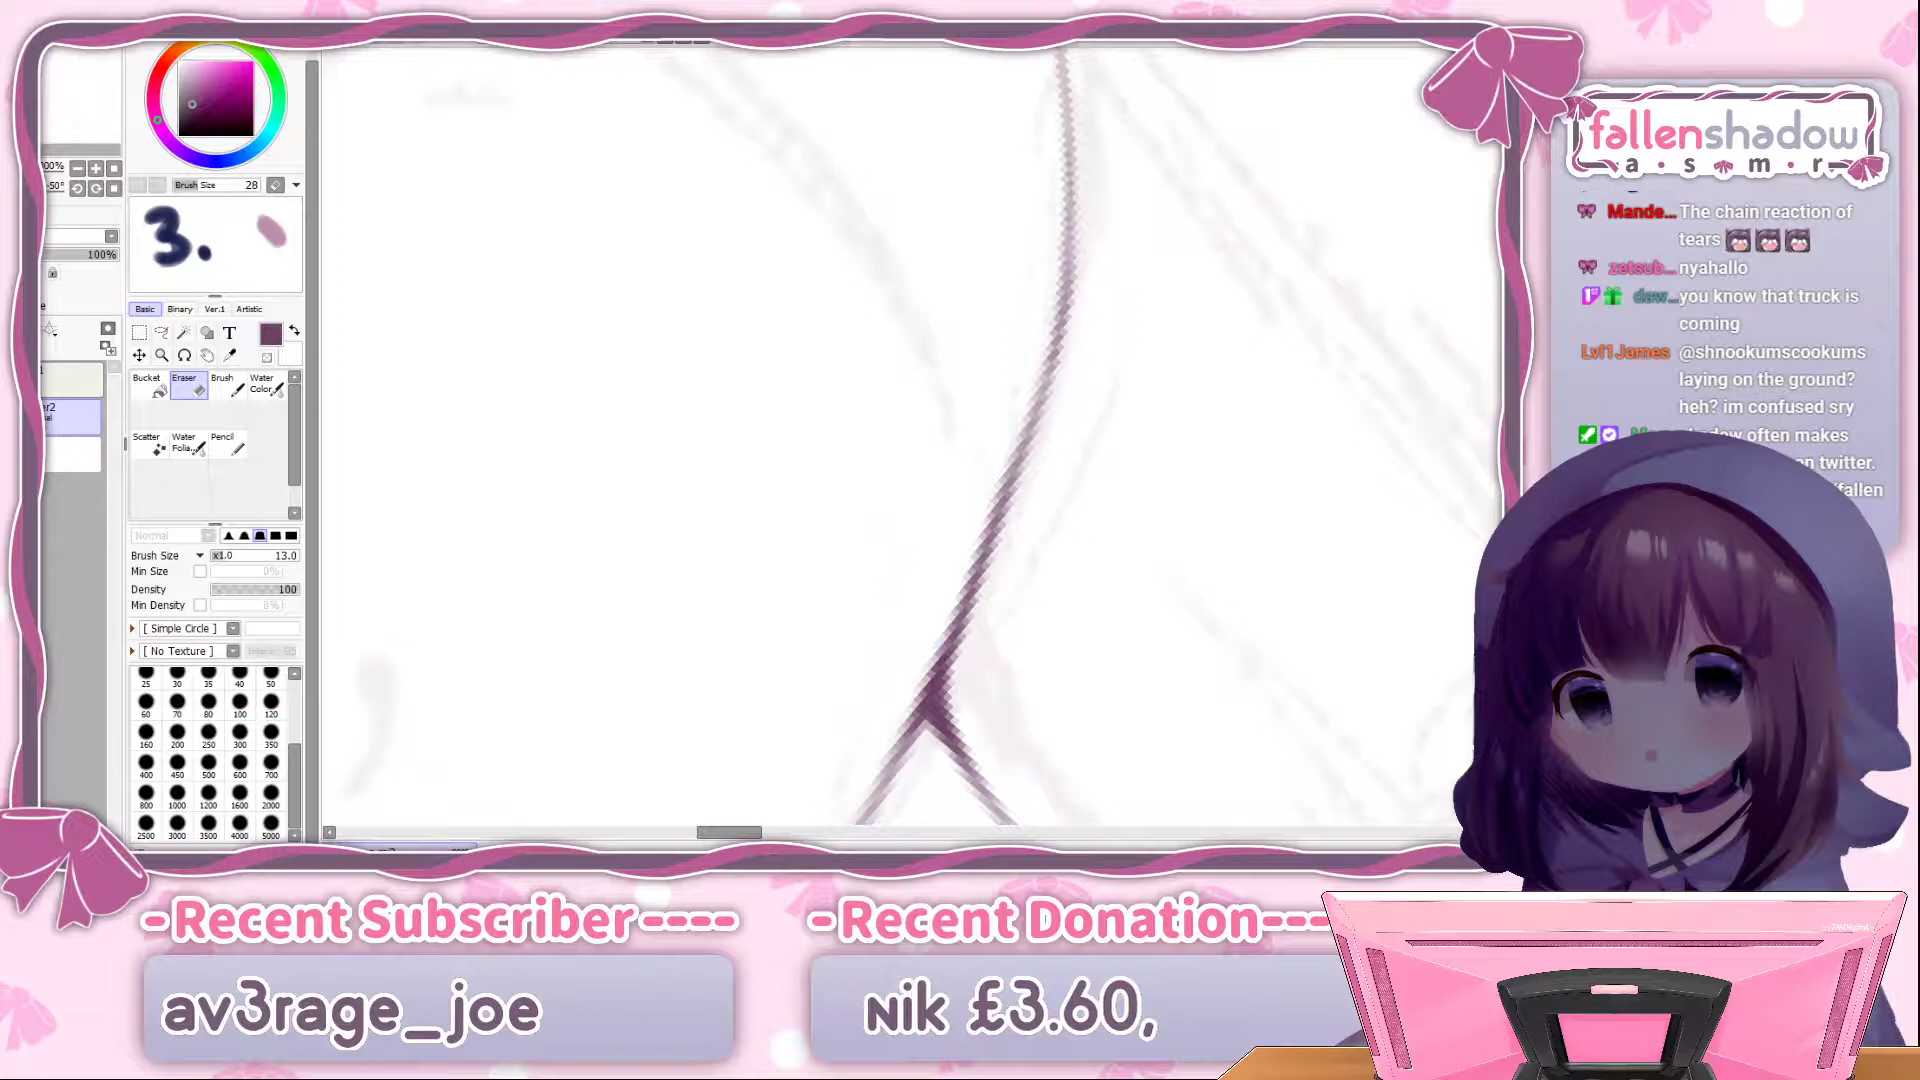 00%
-50°
100%
Brush Size 28
3.
Basic Binary Ver.1 Artistic
T
Bucket Eraser Brush Water Color
Scatter Water Folia... Pencil
Normal
Brush Size x1.0 13.0
Min Size 0%
Density 100
Min Density 0%
[ Simple Circle ]
[ No Texture ]
25 30 35 40 50
60 70 80 100 120
160 200 250 300 350
400 450 500 600 700
800 1000 1200 1600 2000
2500 3000 3500 4000 5000
fallenshadow
a · s m · r
Mande... The chain reaction of
tears
zetsub... nyahallo
daw... you know that truck is
coming
Lvf1James @shnookumscookums
laying on the ground?
heh? im confused sry
often makes
on twitter.
fallen
-Recent Subscriber----
av3rage_joe
-Recent Donation---
nik £3.60,